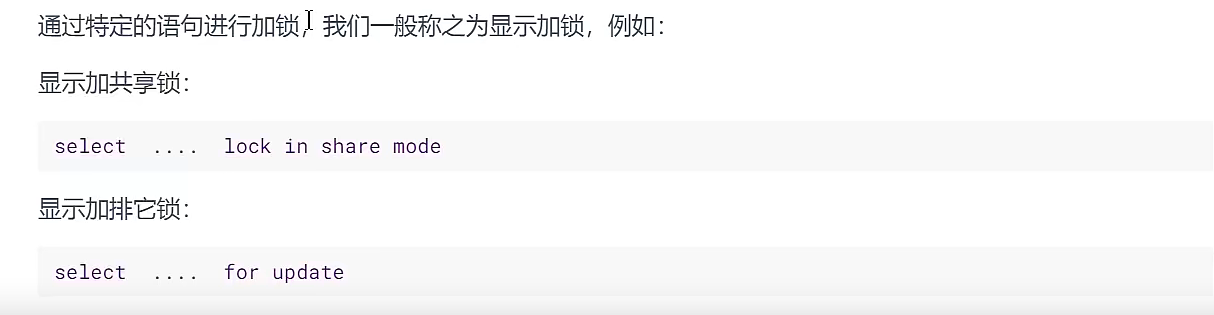 通过特定的语句进行加锁，我们一般称之为显示加锁，例如：
显示加共享锁：
select  ....  lock in share mode
显示加排它锁：
select  ....  for update